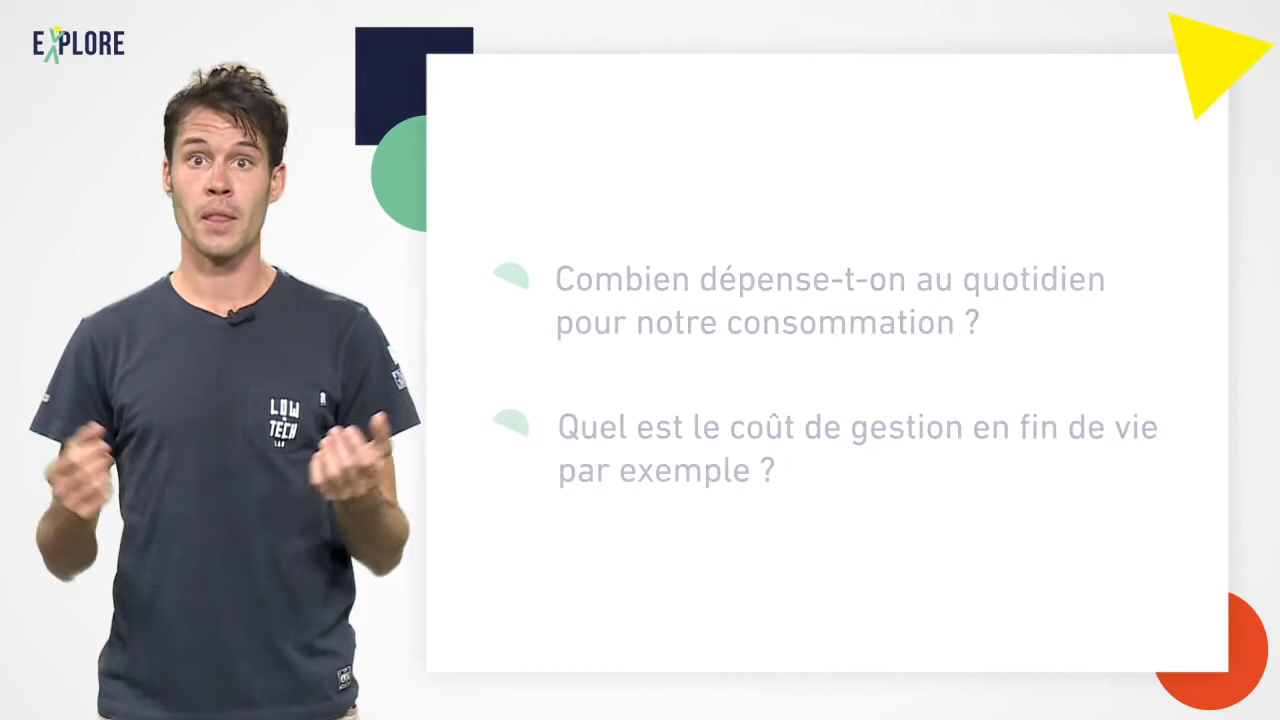 EXPLORE
Combien dépense-t-on au quotidien
pour notre consommation ?
Quel est le coût de gestion en fin de vie
par exemple ?
LOW
TECH
LAB